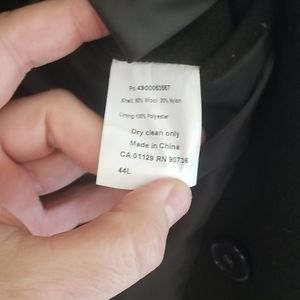 Po:4900053557
Shell: 80% Wool 20% Nylon
Lining:100% Polyester
Dry clean only
Made in China
CA 01129 RN 90736
44L